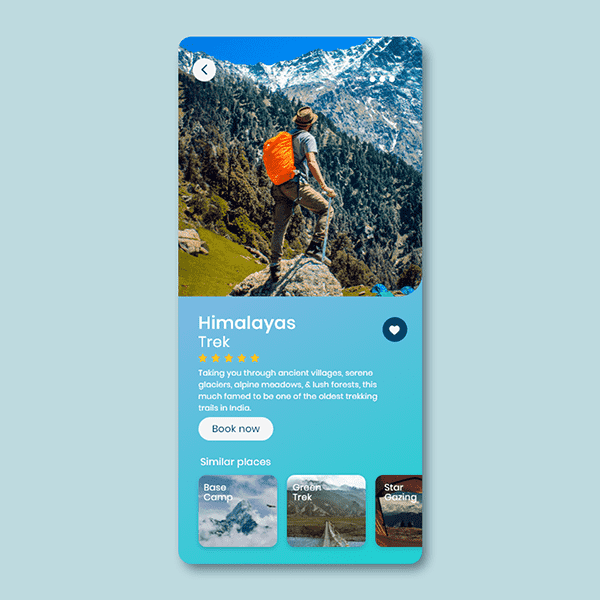 Himalayas
Trek
Taking you through ancient villages, serene
glaciers, alpine meadows, & lush forests, this
much famed to be one of the oldest trekking
trails in India.
Book now
Similar places
Base
Camp
Green
Trek
Star
Gazing